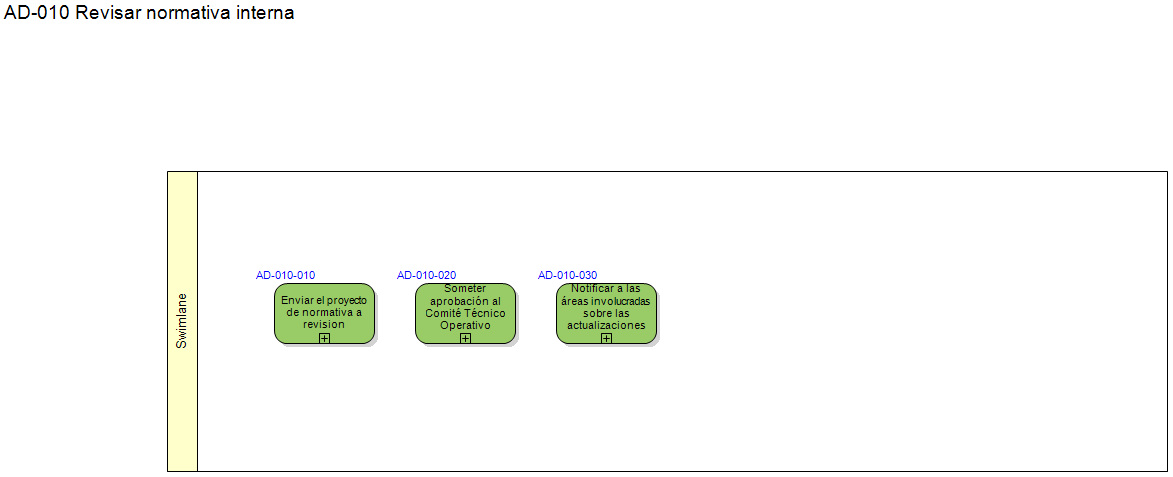 AD-010 Revisar normativa interna
Swimlane
AD-010-010
Enviar el proyecto
de normativa a
revision
AD-010-020
Someter
aprobación al
Comité Técnico
Operativo
AD-010-030
Notificar a las
áreas involucradas
sobre las
actualizaciones